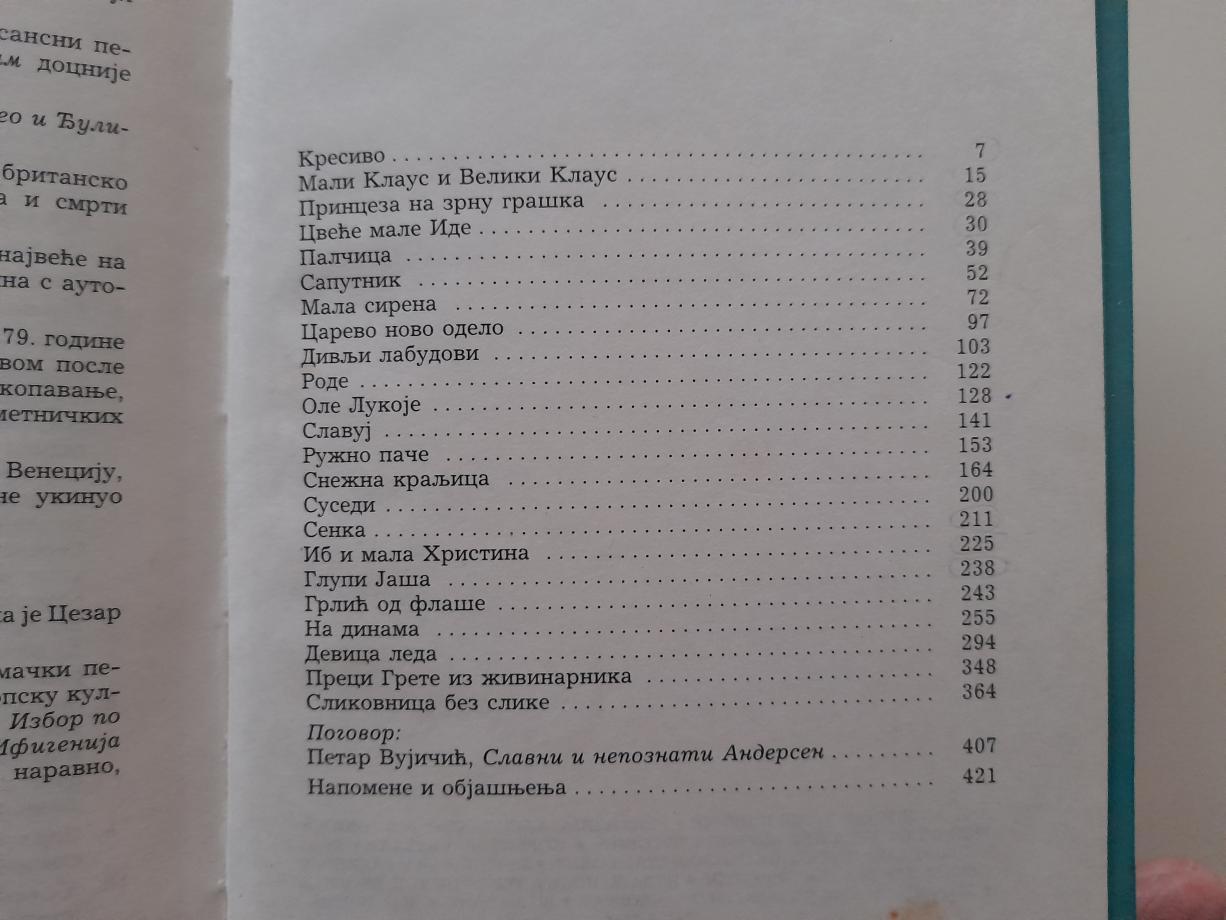 сансни пе-
доцније
ео и Ђули-
британско
а и смрти
највеће на
на с ауто-
79. године
вом после
копавање,
метничких
Венецију,
не укинуо
а је Цезар
мачки пе-
опску кул-
Избор по
Ифигенија
наравно,
Кресиво . . . . . . . . . . 7
Мали Клаус и Велики Клаус . . . . . . . . . . 15
Принцеза на зрну грашка . . . . . . . . . . 28
Цвеће мале Иде . . . . . . . . . . 30
Палчица . . . . . . . . . . 39
Сапутник . . . . . . . . . . 52
Мала сирена . . . . . . . . . . 72
Царево ново одело . . . . . . . . . . 97
Дивљи лабудови . . . . . . . . . . 103
Роде . . . . . . . . . . 122
Оле Лукоје . . . . . . . . . . 128
Славуј . . . . . . . . . . 141
Ружно паче . . . . . . . . . . 153
Снежна краљица . . . . . . . . . . 164
Суседи . . . . . . . . . . 200
Сенка . . . . . . . . . . 211
Иб и мала Христина . . . . . . . . . . 225
Глупи Јаша . . . . . . . . . . 238
Грлић од флаше . . . . . . . . . . 243
На динама . . . . . . . . . . 255
Девица леда . . . . . . . . . . 294
Преци Грете из живинарника . . . . . . . . . . 348
Сликовница без слике . . . . . . . . . . 364
Поговор:
Петар Вујичић, Славни и непознати Андерсен . . . . . . . . . 407
Напомене и објашњења . . . . . . . . . . 421